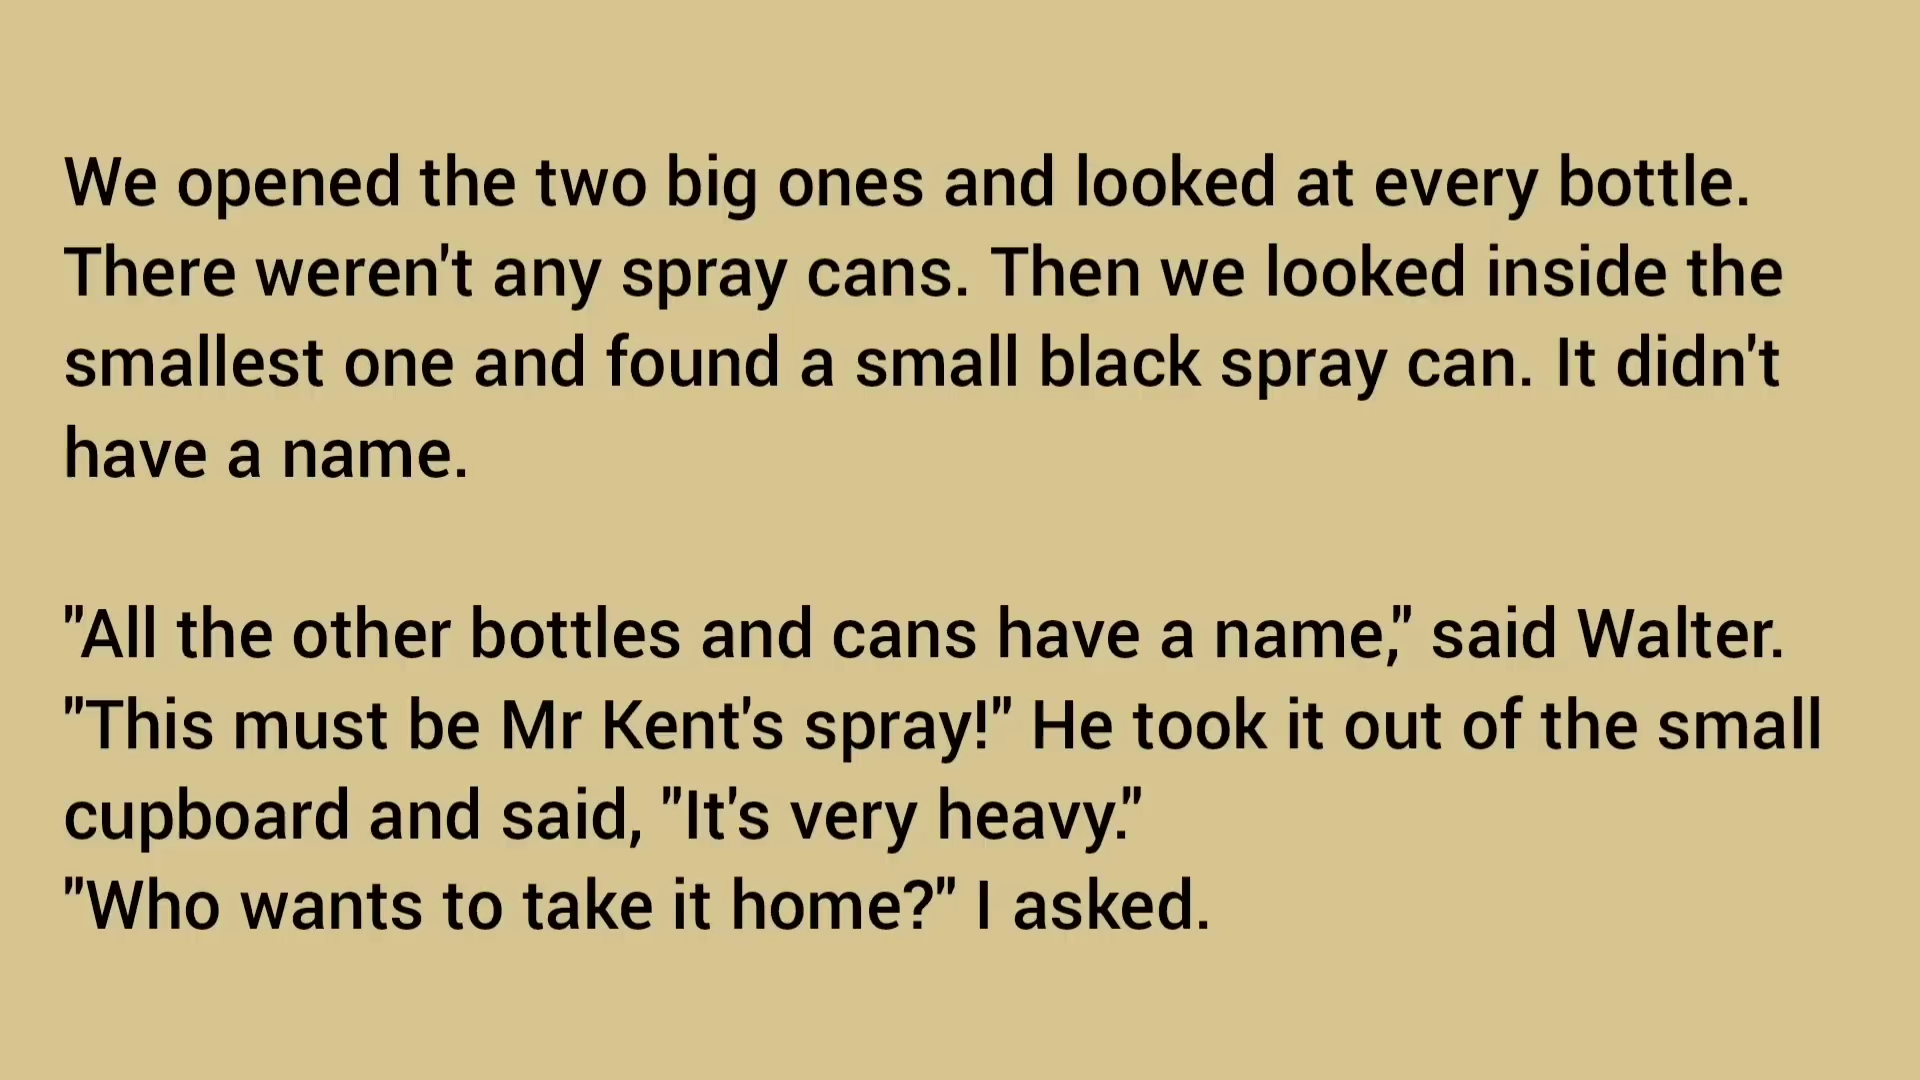 We opened the two big ones and looked at every bottle.
There weren't any spray cans. Then we looked inside the
smallest one and found a small black spray can. It didn't
have a name.
"All the other bottles and cans have a name," said Walter.
"This must be Mr Kent's spray!" He took it out of the small
cupboard and said, "It's very heavy."
"Who wants to take it home?" I asked.